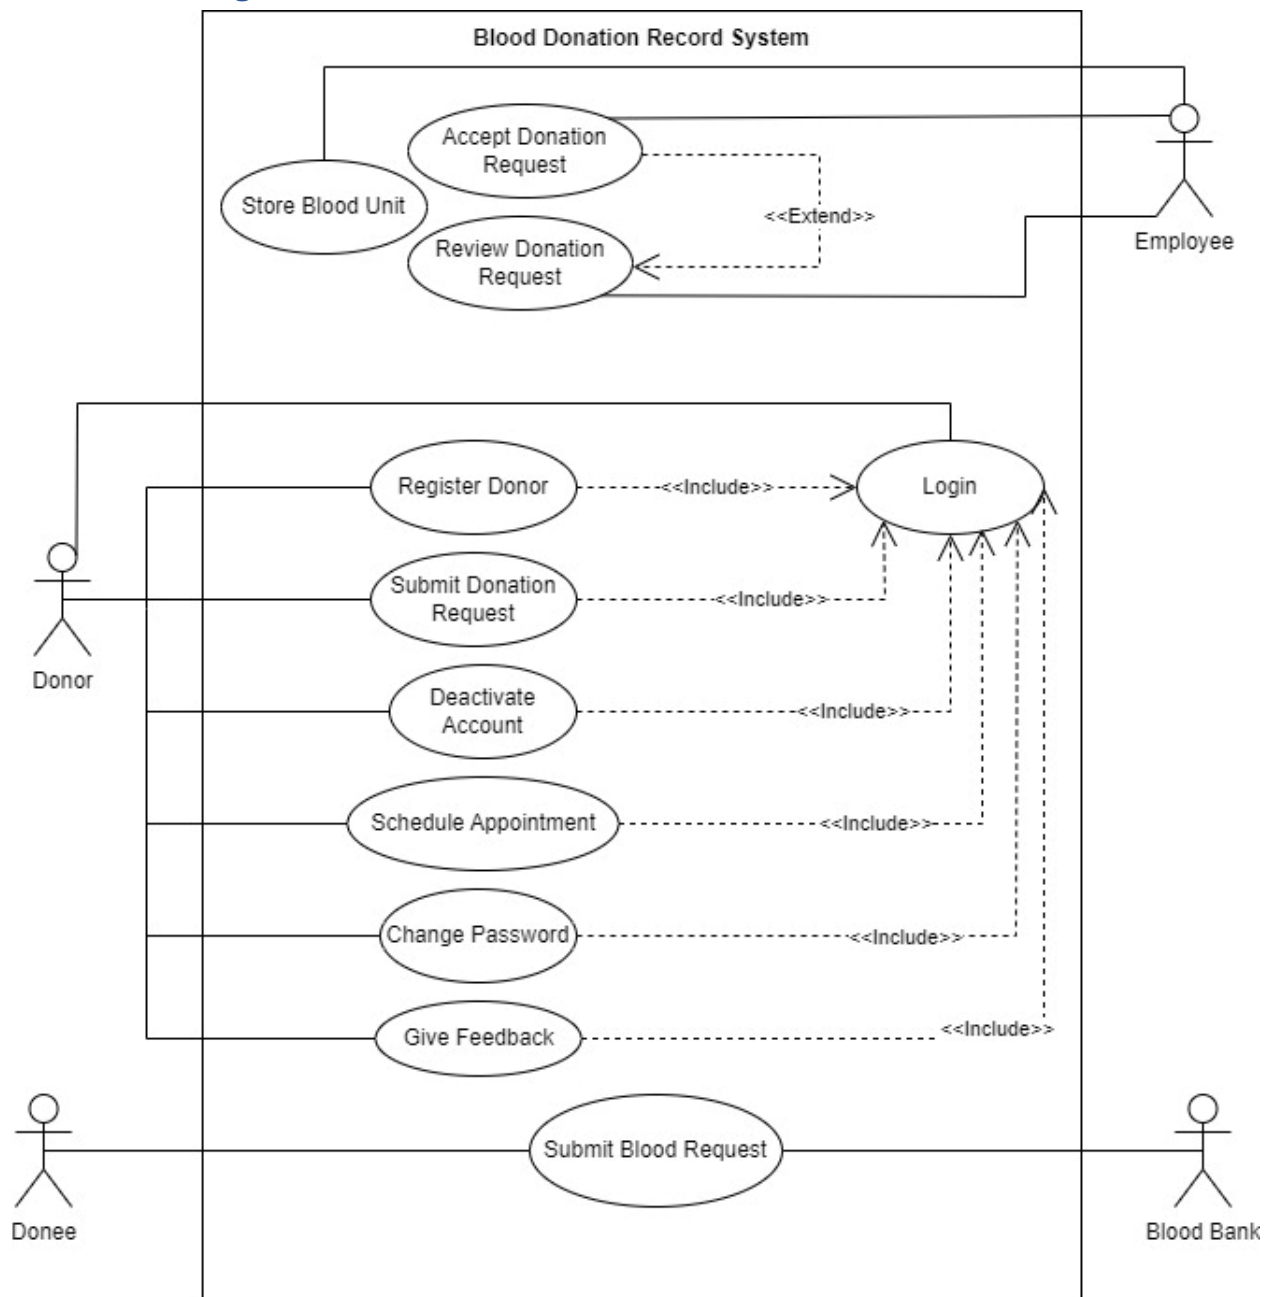 Blood Donation Record System
Accept Donation
Request
Store Blood Unit
<<Extend>>
Review Donation
Request
Employee
Register Donor
<<Include>>
Login
Submit Donation
Request
<<Include>>
Donor
Deactivate
Account
<<Include>>
Schedule Appointment
<<Include>>
Change Password
<<Include>>
Give Feedback
<<Include>>
Submit Blood Request
Donee
Blood Bank